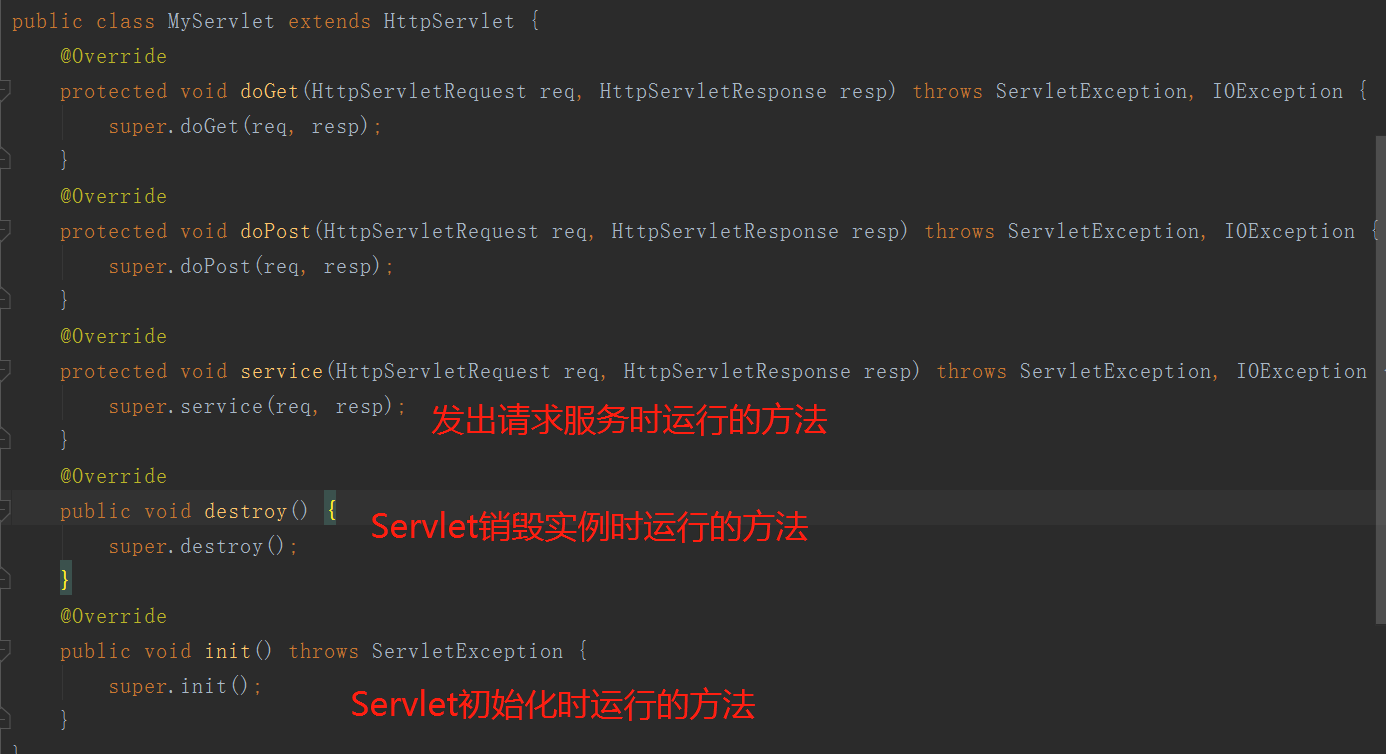 public class MyServlet extends HttpServlet {
@Override
protected void doGet(HttpServletRequest req, HttpServletResponse resp) throws ServletException, IOException {
super.doGet(req, resp);
}
@Override
protected void doPost(HttpServletRequest req, HttpServletResponse resp) throws ServletException, IOException {
super.doPost(req, resp);
}
@Override
protected void service(HttpServletRequest req, HttpServletResponse resp) throws ServletException, IOException
super.service(req, resp);
发出请求服务时运行的方法
}
@Override
public void destroy() {
Servlet销毁实例时运行的方法
super.destroy();
}
@Override
public void init() throws ServletException {
super.init();
Servlet初始化时运行的方法
}
}